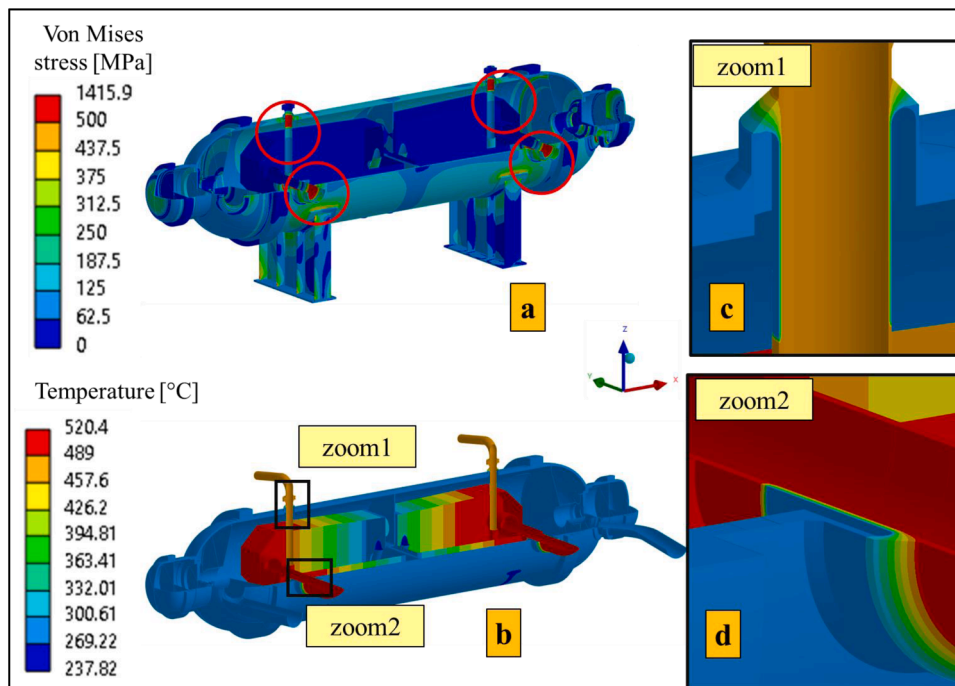 Von Mises
stress [MPa]
1415.9
500
437.5
375
312.5
250
187.5
125
62.5
0
a
Z
Y
X
zoom1
c
Temperature [°C]
520.4
489
457.6
426.2
394.81
363.41
332.01
300.61
269.22
237.82
zoom1
zoom2
b
zoom2
d